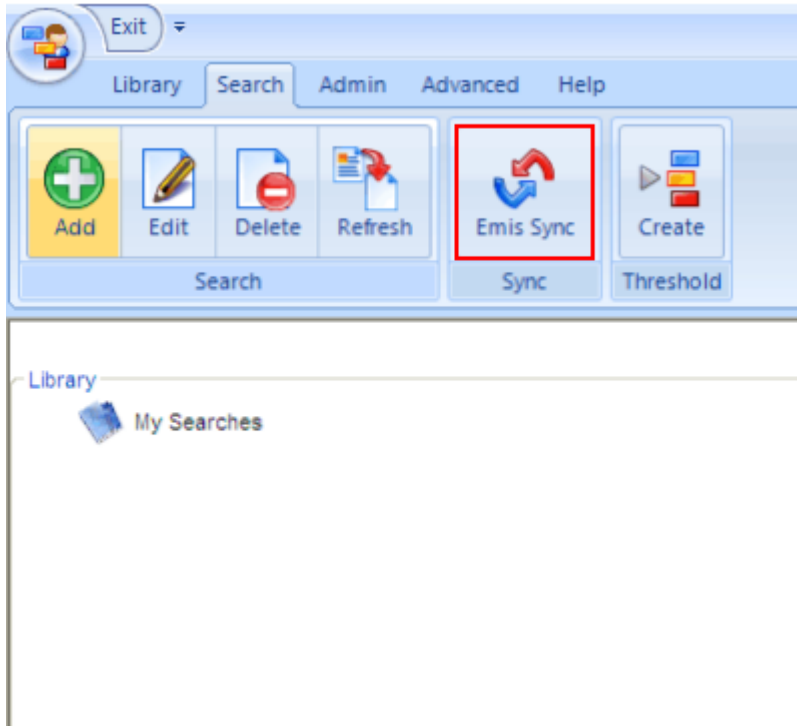 Exit
Library Search Admin Advanced Help
Add Edit Delete Refresh Emis Sync Create
Search Sync Threshold
Library
My Searches